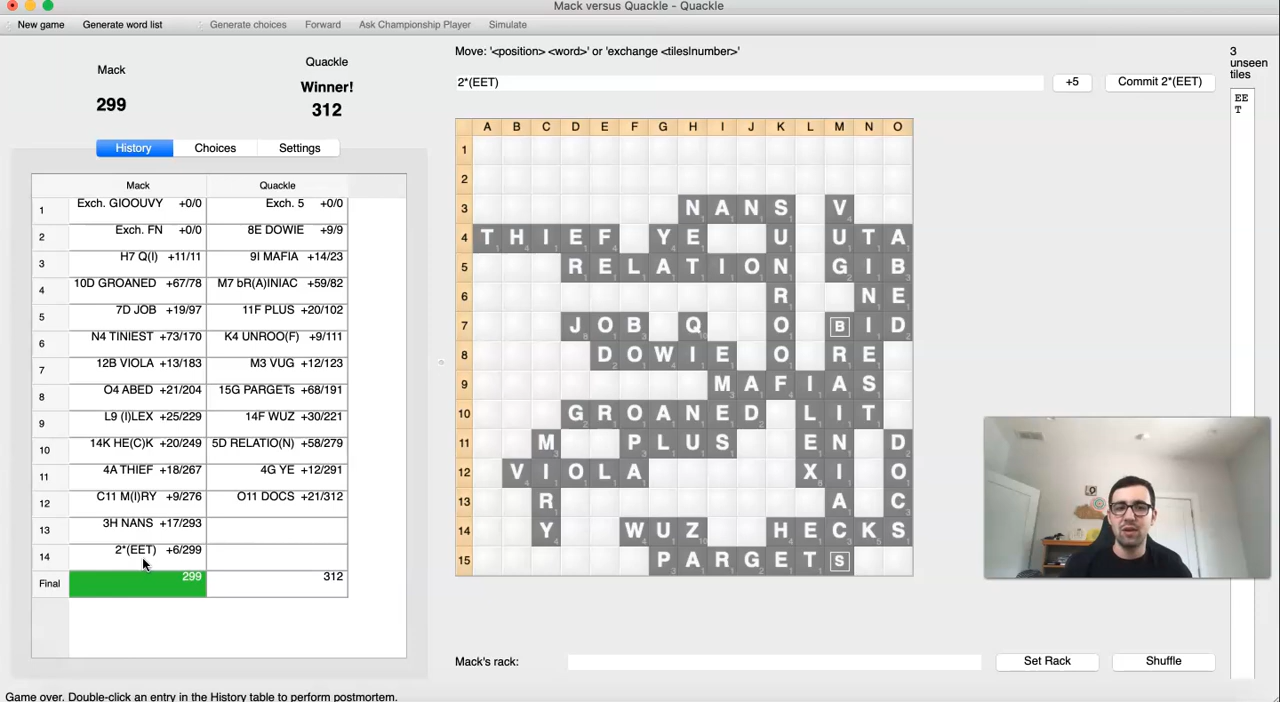 Mack versus Quackle - Quackle
New game Generate word list Generate choices Forward Ask Championship Player Simulate
Mack Quackle
Winner!
299 312
History Choices Settings
Mack Quackle
1 Exch. GIOOUVY +0/0 Exch. 5 +0/0
2 Exch. FN +0/0 8E DOWIE +9/9
3 H7 Q(I) +11/11 9I MAFIA +14/23
4 10D GROANED +67/78 M7 bR(A)INIAC +59/82
5 7D JOB +19/97 11F PLUS +20/102
6 N4 TINIEST +73/170 K4 UNROO(F) +9/111
7 12B VIOLA +13/183 M3 VUG +12/123
8 O4 ABED +21/204 15G PARGETs +68/191
9 L9 (I)LEX +25/229 14F WUZ +30/221
10 14K HE(C)K +20/249 5D RELATIO(N) +58/279
11 4A THIEF +18/267 4G YE +12/291
12 C11 M(I)RY +9/276 O11 DOCS +21/312
13 3H NANS +17/293
14 2*(EET) +6/299
Final 299 312
Game over. Double-click an entry in the History table to perform postmortem.
Move: '<position> <word>' or 'exchange <tiles|number>'
2*(EET) +5 Commit 2*(EET)
A B C D E F G H I J K L M N O
1
2
3 N A N S V
4 T H I E F Y E U U T A
5 R E L A T I O N G I B
6 R N E
7 J O B Q O B I D
8 D O W I E O R E
9 M A F I A S
10 G R O A N E D L I T
11 M P L U S E N D
12 V I O L A X I O
13 R A C
14 Y W U Z H E C K S
15 P A R G E T S
Mack's rack: Set Rack Shuffle
3
unseen
tiles
EE
T